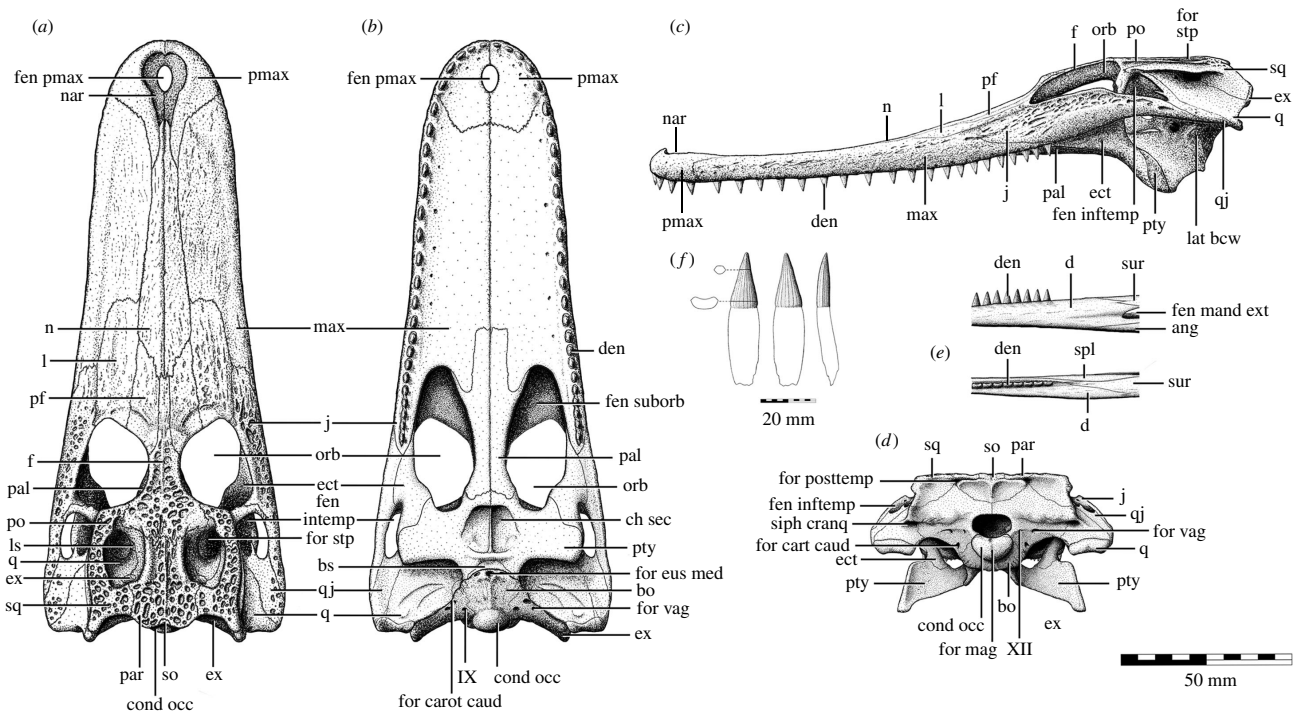 (a)
fen pmax
nar
pmax
n
l
pf
f
pal
po
ls
q
ex
sq
par
so
ex
cond occ
max
j
orb
ect
fen
intemp
for stp
qj
q
(b)
fen pmax
pmax
den
fen suborb
pal
orb
ch sec
pty
bs
for eus med
bo
for vag
ex
IX
cond occ
for carot caud
(c)
nar
n
l
pf
f
orb
po
for
stp
sq
ex
q
qj
lat bcw
pty
fen inftemp
ect
pal
j
max
den
pmax
(f)
20 mm
den
d
sur
fen mand ext
ang
(e)
den
spl
sur
d
(d)
sq
so
par
for posttemp
fen inftemp
siph cranq
for cart caud
ect
pty
j
qj
for vag
q
pty
bo
ex
cond occ
for mag
XII
50 mm